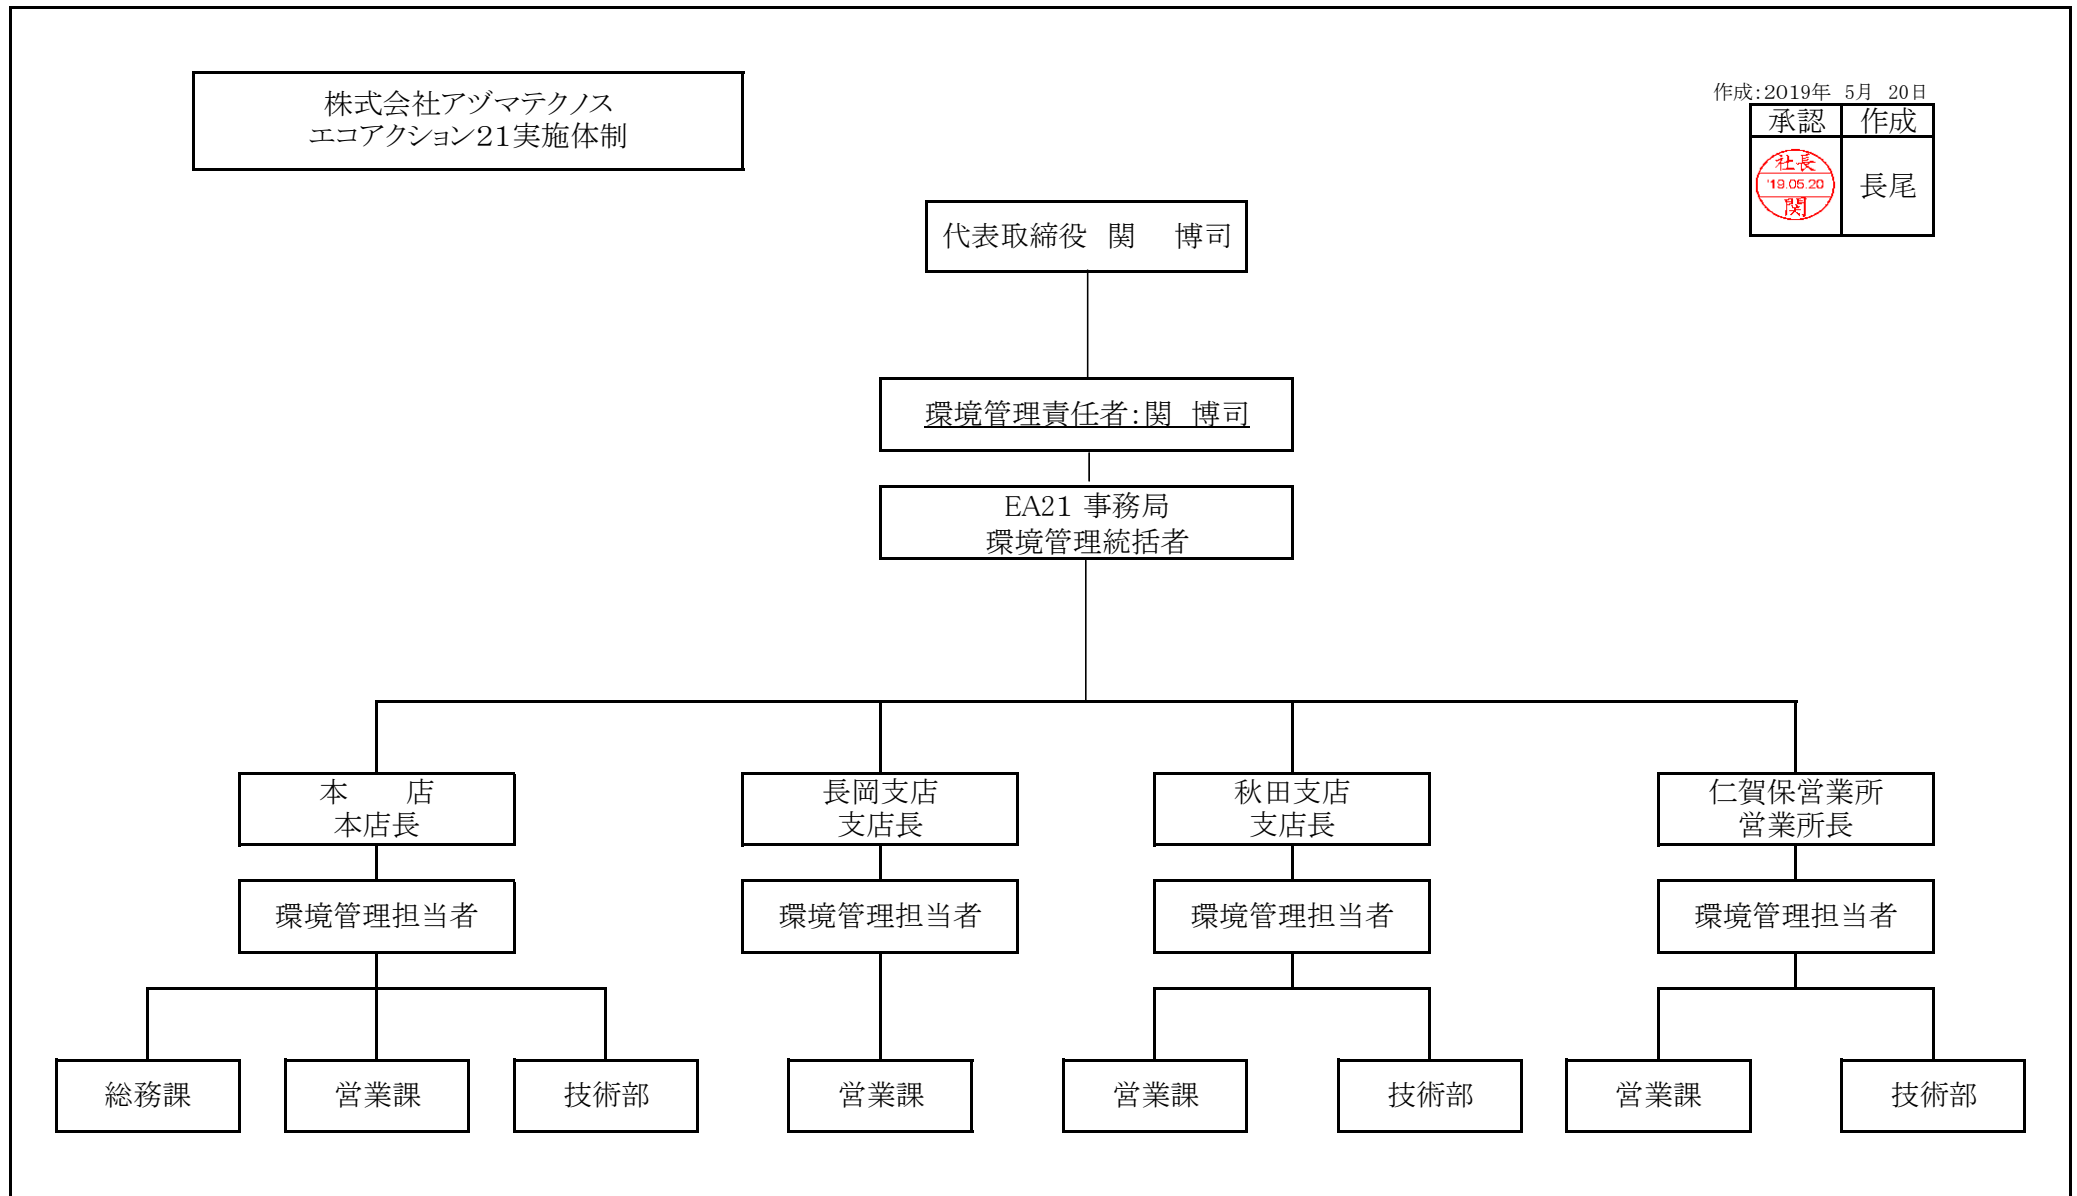 株式会社アヅマテクノス
エコアクション21実施体制
作成:2019年 5月 20日
承認 作成
社長
'19.05.20
関
長尾
代表取締役 関 博司
環境管理責任者:関 博司
EA21 事務局
環境管理統括者
本 店
本店長
長岡支店
支店長
秋田支店
支店長
仁賀保営業所
営業所長
環境管理担当者
環境管理担当者
環境管理担当者
環境管理担当者
総務課
営業課
技術部
営業課
営業課
技術部
営業課
技術部